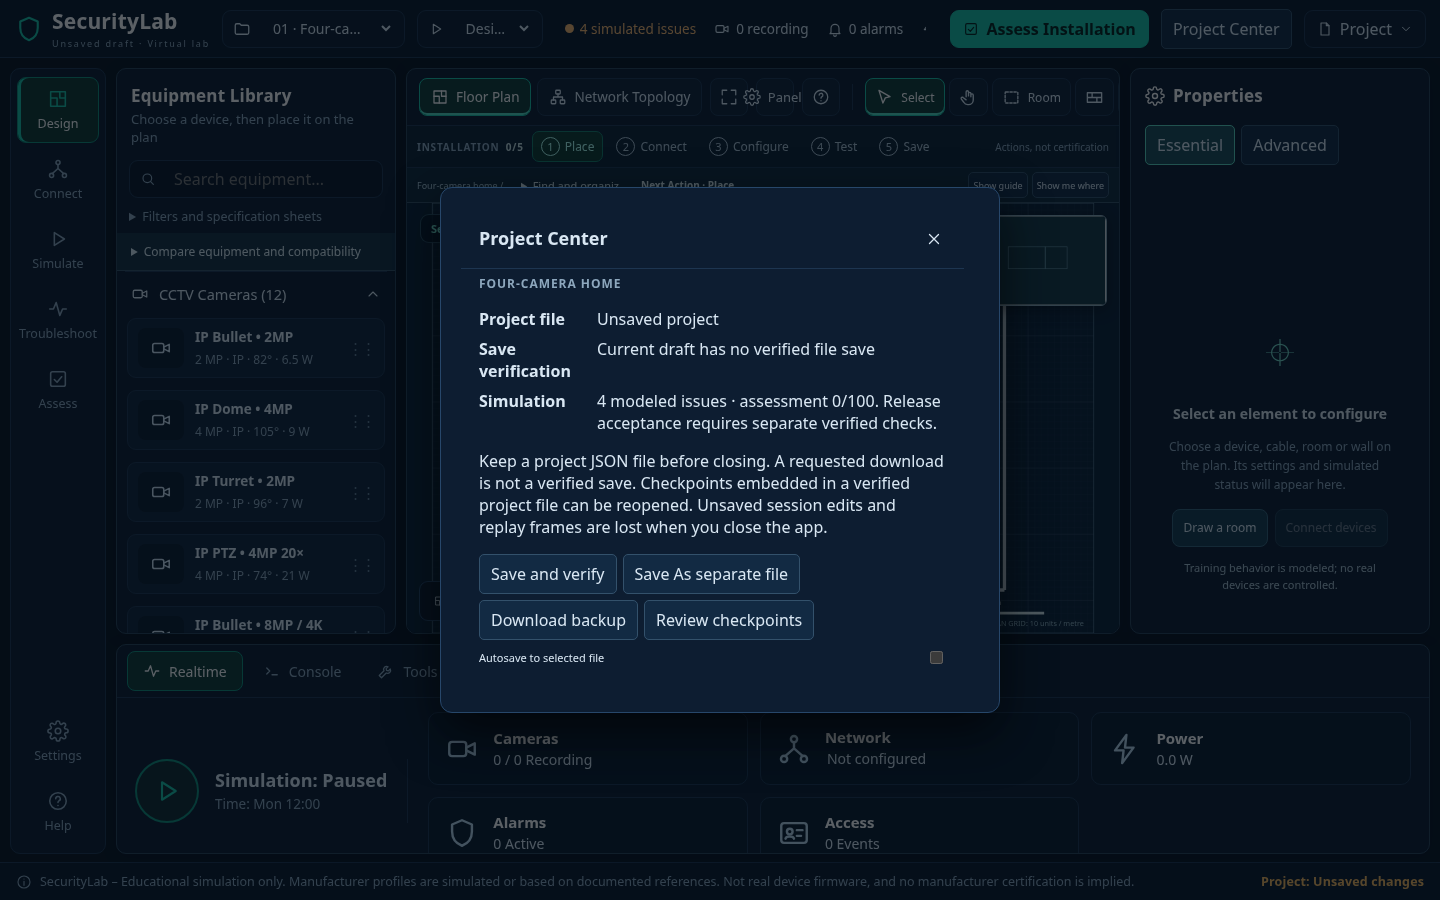 SecurityLab
Unsaved draft · Virtual lab
01 · Four-ca...
Desi...
4 simulated issues
0 recording
0 alarms
Assess Installation
Project Center
Project
Design
Connect
Simulate
Troubleshoot
Assess
Settings
Help
Equipment Library
Choose a device, then place it on the
plan
Search equipment...
Filters and specification sheets
Compare equipment and compatibility
CCTV Cameras (12)
IP Bullet • 2MP
2 MP · IP · 82° · 6.5 W
IP Dome • 4MP
4 MP · IP · 105° · 9 W
IP Turret • 2MP
2 MP · IP · 96° · 7 W
IP PTZ • 4MP 20×
4 MP · IP · 74° · 21 W
IP Bullet • 8MP / 4K
Floor Plan
Network Topology
Panel
Select
Room
INSTALLATION 0/5
1 Place
2 Connect
3 Configure
4 Test
5 Save
Actions, not certification
Four-camera home /
Find and organiz
Next Action · Place
Show guide
Show me where
Project Center
FOUR-CAMERA HOME
Project file Unsaved project
Save Current draft has no verified file save
verification
Simulation 4 modeled issues · assessment 0/100. Release
acceptance requires separate verified checks.
Keep a project JSON file before closing. A requested download
is not a verified save. Checkpoints embedded in a verified
project file can be reopened. Unsaved session edits and
replay frames are lost when you close the app.
Save and verify
Save As separate file
Download backup
Review checkpoints
Autosave to selected file
GRID: 10 units / metre
Properties
Essential
Advanced
Select an element to configure
Choose a device, cable, room or wall on
the plan. Its settings and simulated
status will appear here.
Draw a room
Connect devices
Training behavior is modeled; no real
devices are controlled.
Realtime
Console
Tools
Simulation: Paused
Time: Mon 12:00
Cameras
0 / 0 Recording
Network
Not configured
Power
0.0 W
Alarms
0 Active
Access
0 Events
SecurityLab – Educational simulation only. Manufacturer profiles are simulated or based on documented references. Not real device firmware, and no manufacturer certification is implied.
Project: Unsaved changes